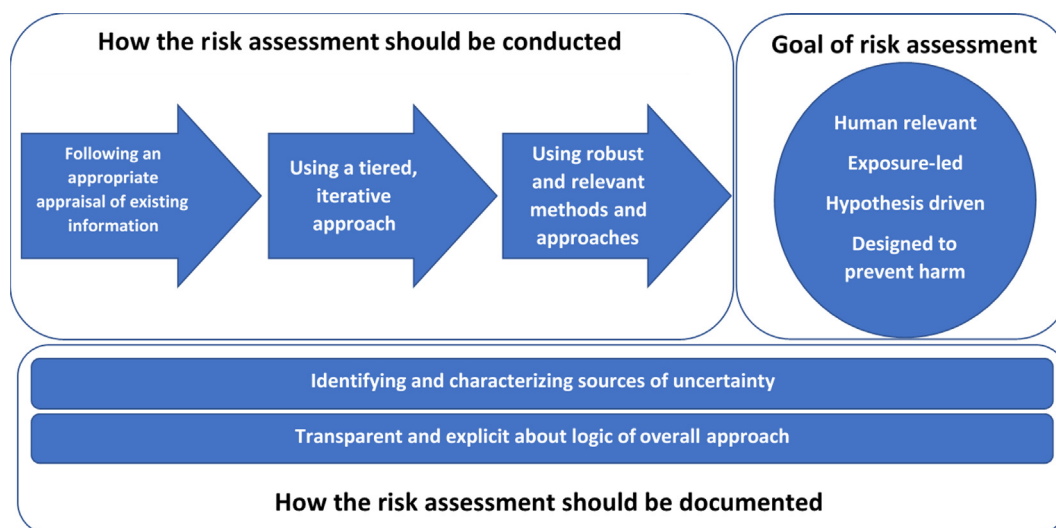 How the risk assessment should be conducted
Following an
appropriate
appraisal of existing
information
Using a tiered,
iterative
approach
Using robust
and relevant
methods and
approaches
Goal of risk assessment
Human relevant
Exposure-led
Hypothesis driven
Designed to
prevent harm
Identifying and characterizing sources of uncertainty
Transparent and explicit about logic of overall approach
How the risk assessment should be documented